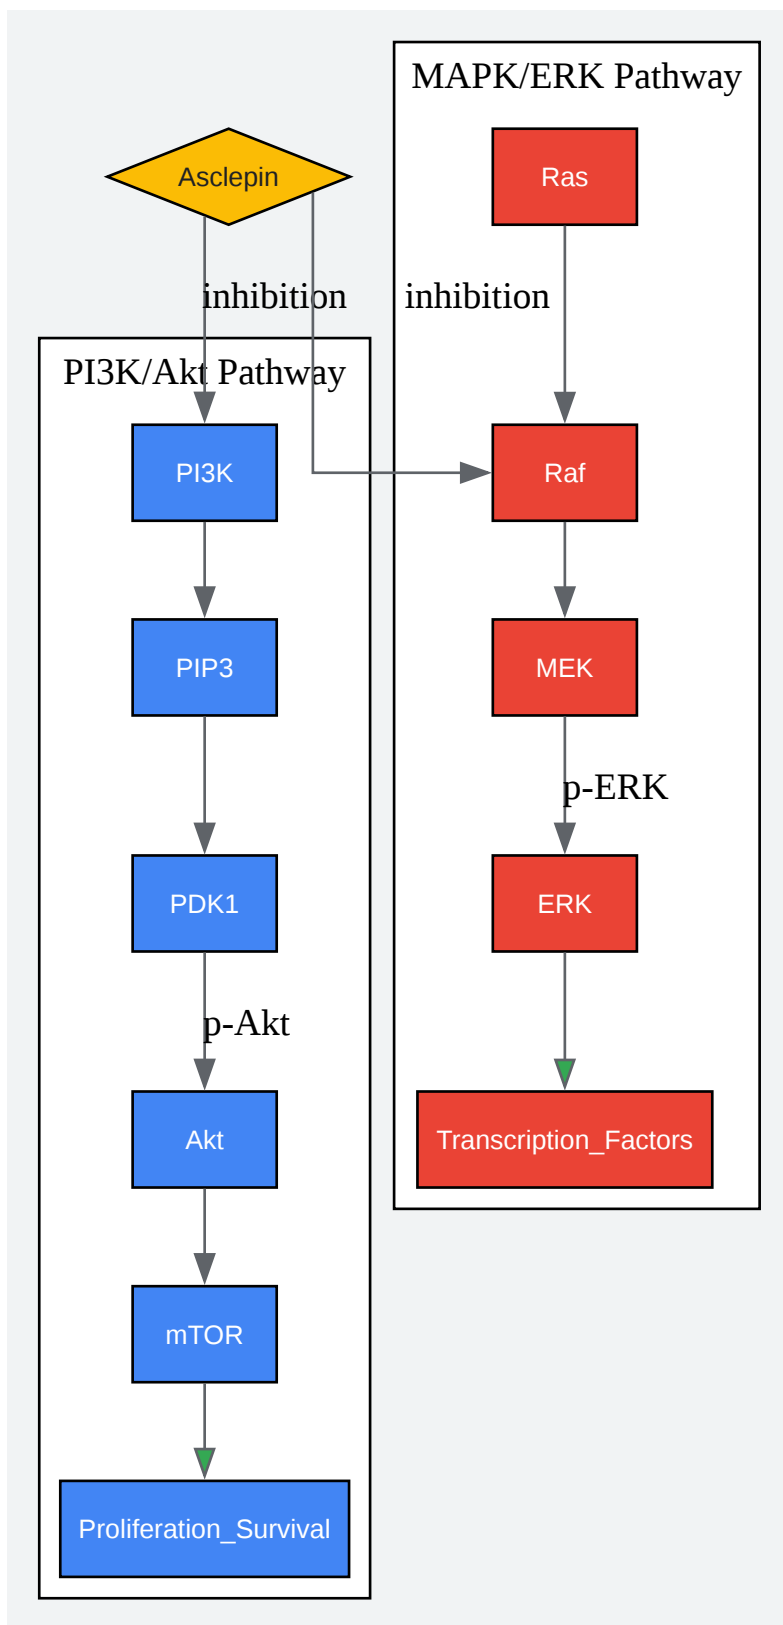 MAPK/ERK Pathway
Asclepin
Ras
inhibition
inhibition
PI3K/Akt Pathway
PI3K
Raf
PIP3
MEK
p-ERK
PDK1
ERK
p-Akt
Akt
Transcription_Factors
mTOR
Proliferation_Survival